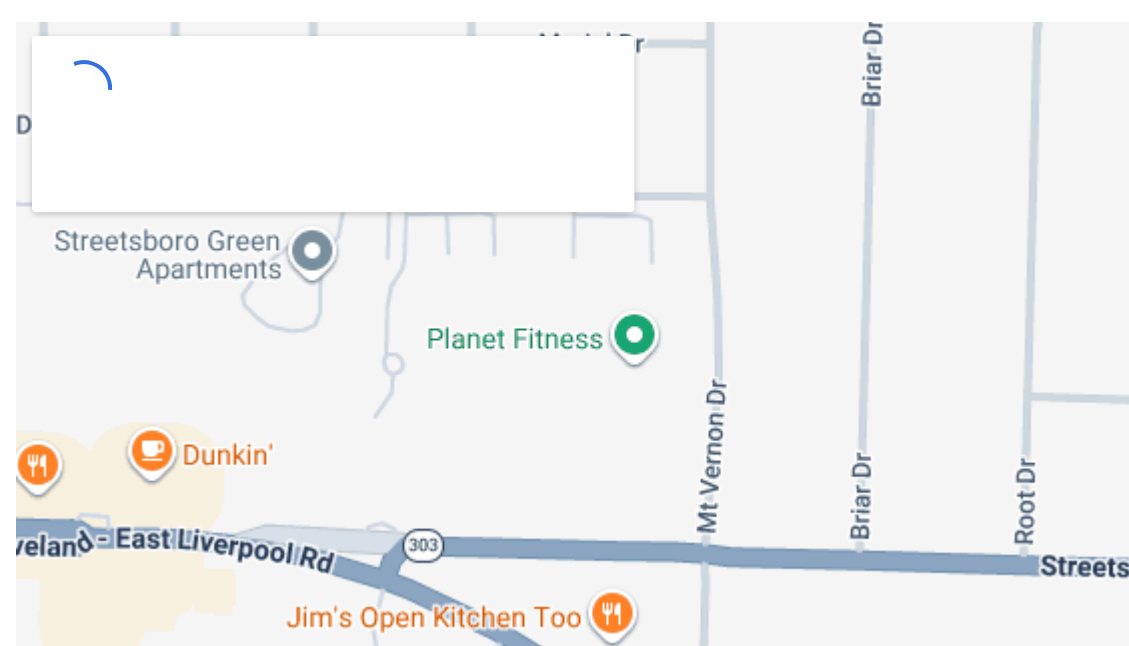 Briar Dr
D
Streetsboro Green
Apartments
Planet Fitness
Mt Vernon Dr
Dunkin'
Briar Dr
Root Dr
veland - East Liverpool Rd
303
Streets
Jim's Open Kitchen Too